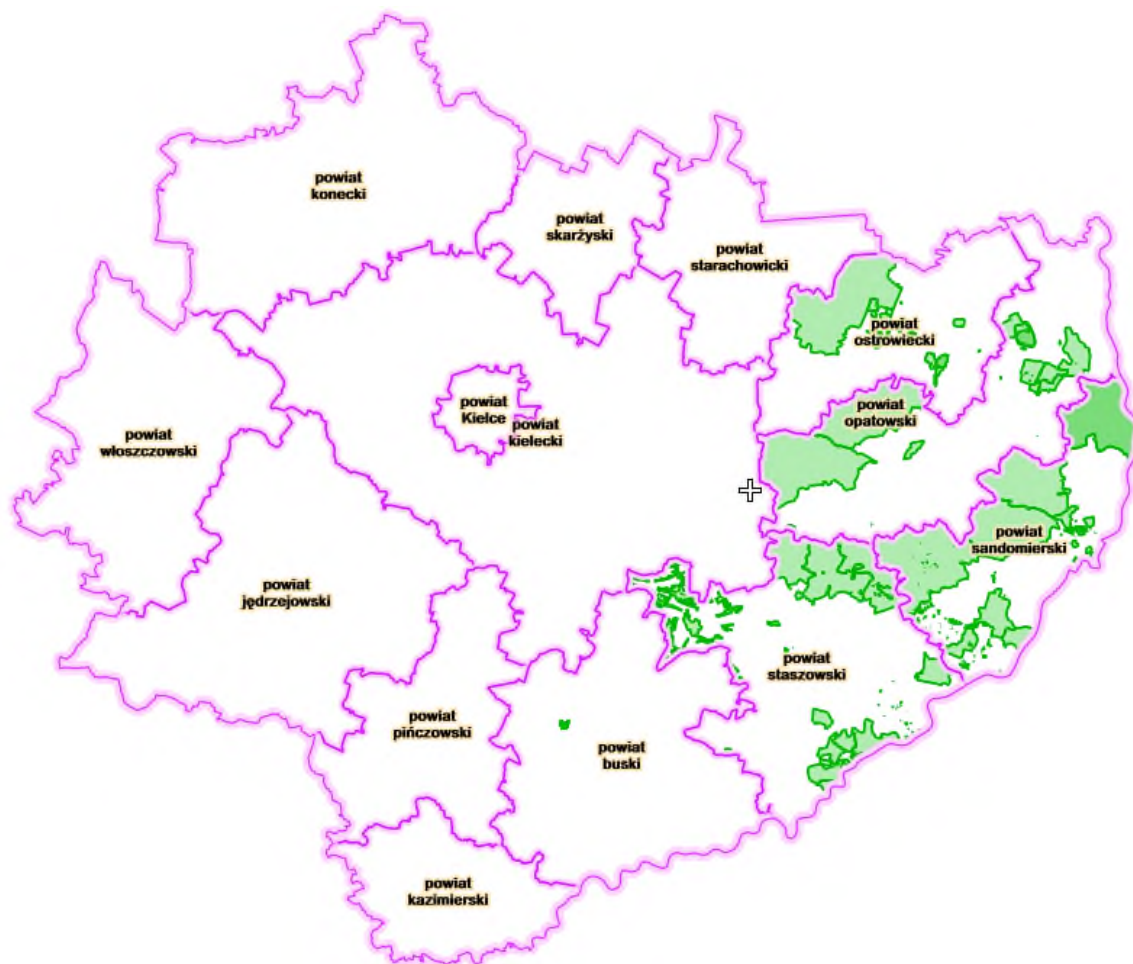 powiat
konecki
powiat
skarżyski
powiat
starachowicki
powiat
ostrowiecki
powiat
Kielce
powiat
kielecki
powiat
opatowski
powiat
włoszczowski
powiat
sandomierski
powiat
jędrzejowski
powiat
staszowski
powiat
pińczowski
powiat
buski
powiat
kazimierski